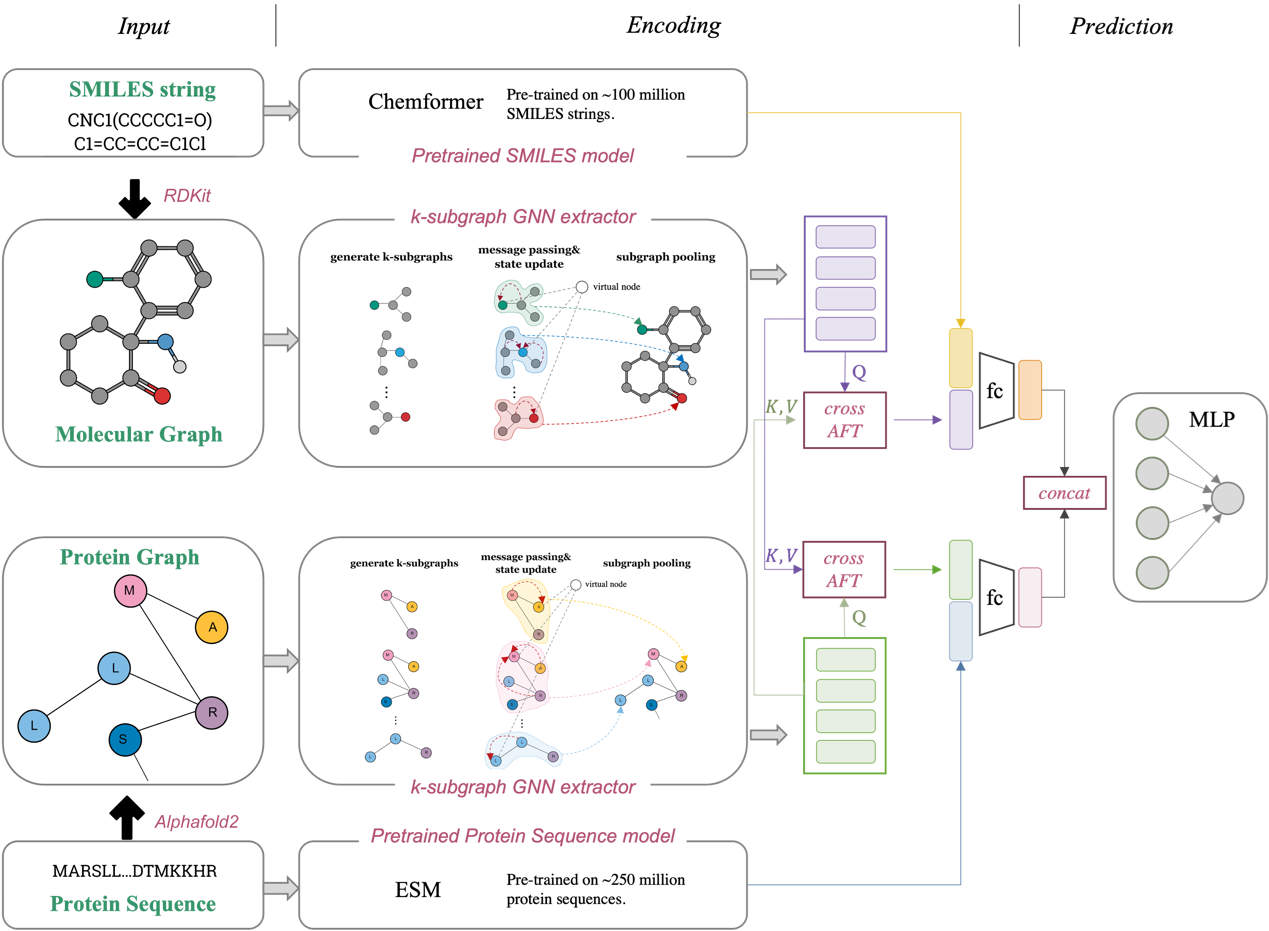 Input
Encoding
Prediction
SMILES string
CNC1(CCCCC1=O)
C1=CC=CC=C1Cl
Chemformer
Pre-trained on ~100 million
SMILES strings.
Pretrained SMILES model
RDKit
k-subgraph GNN extractor
generate k-subgraphs
message passing&
state update
subgraph pooling
virtual node
...
Molecular Graph
Q
K,V
cross
AFT
fc
concat
MLP
Protein Graph
M
A
L
R
L
S
generate k-subgraphs
message passing&
state update
subgraph pooling
virtual node
M
A
R
M
A
L
R
S
...
L
L
R
M
A
R
M
A
L
R
S
...
L
L
R
M
A
L
R
L
S
k-subgraph GNN extractor
K,V
cross
AFT
Q
fc
Alphafold2
Pretrained Protein Sequence model
MARSLL...DTMKKHR
Protein Sequence
ESM
Pre-trained on ~250 million
protein sequences.